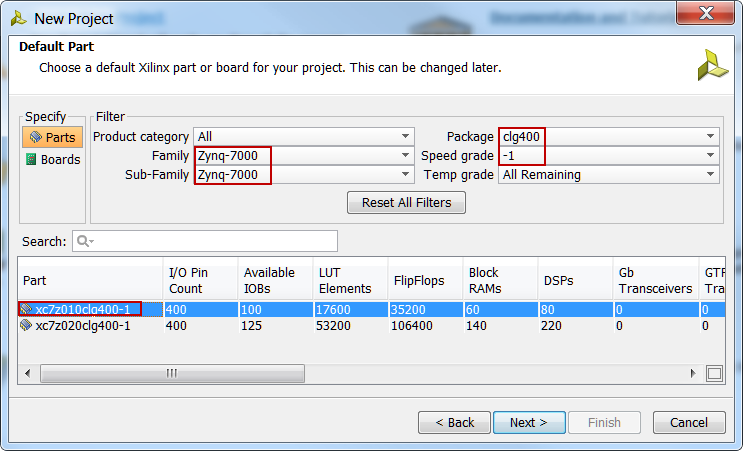 New Project
Default Part
Choose a default Xilinx part or board for your project. This can be changed later.
Specify
Parts
Boards
Filter
Product category All
Package clg400
Family Zynq-7000
Speed grade -1
Sub-Family Zynq-7000
Temp grade All Remaining
Reset All Filters
Search:
Part I/O Pin Count Available IOBs LUT Elements FlipFlops Block RAMs DSPs Gb Transceivers GTP Tra
xc7z010clg400-1 400 100 17600 35200 60 80 0 0
xc7z020clg400-1 400 125 53200 106400 140 220 0 0
< Back Next > Finish Cancel